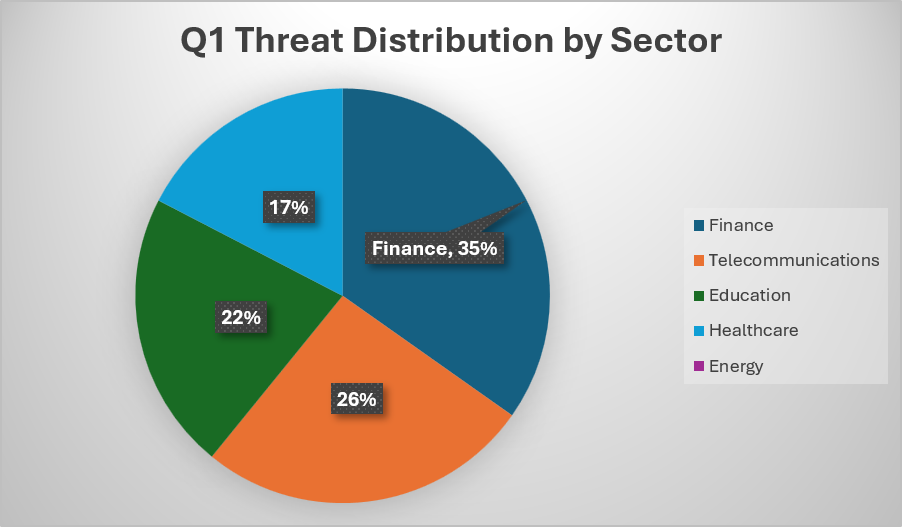 Q1 Threat Distribution by Sector
17%
Finance, 35%
22%
26%
Finance
Telecommunications
Education
Healthcare
Energy